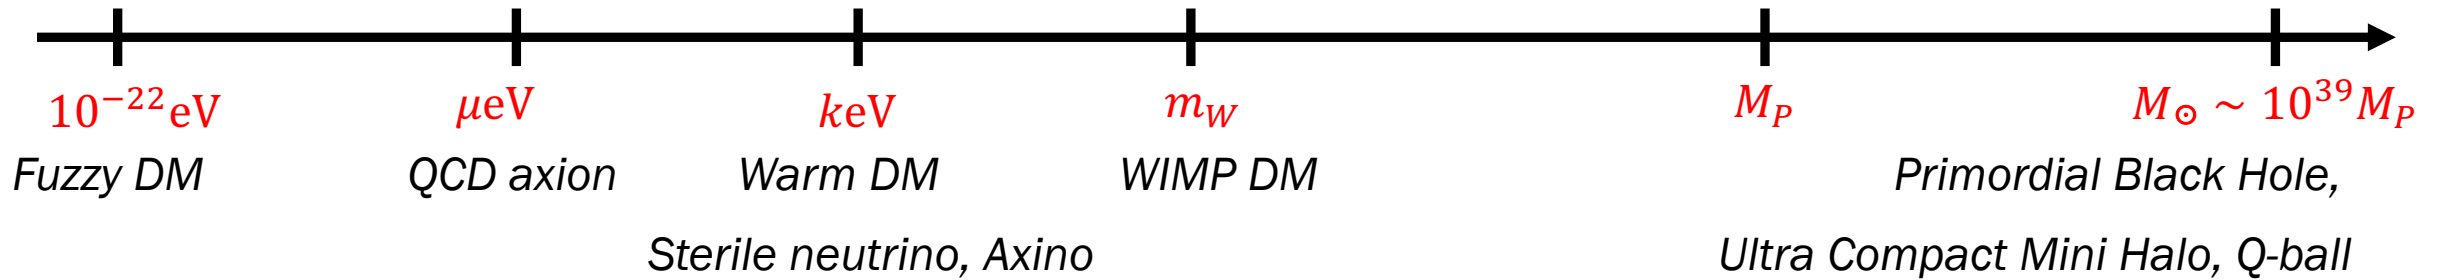 10⁻²²eV μeV keV m_W M_P M_⊙ ~ 10³⁹M_P
Fuzzy DM QCD axion Warm DM WIMP DM Primordial Black Hole,
Sterile neutrino, Axino Ultra Compact Mini Halo, Q-ball